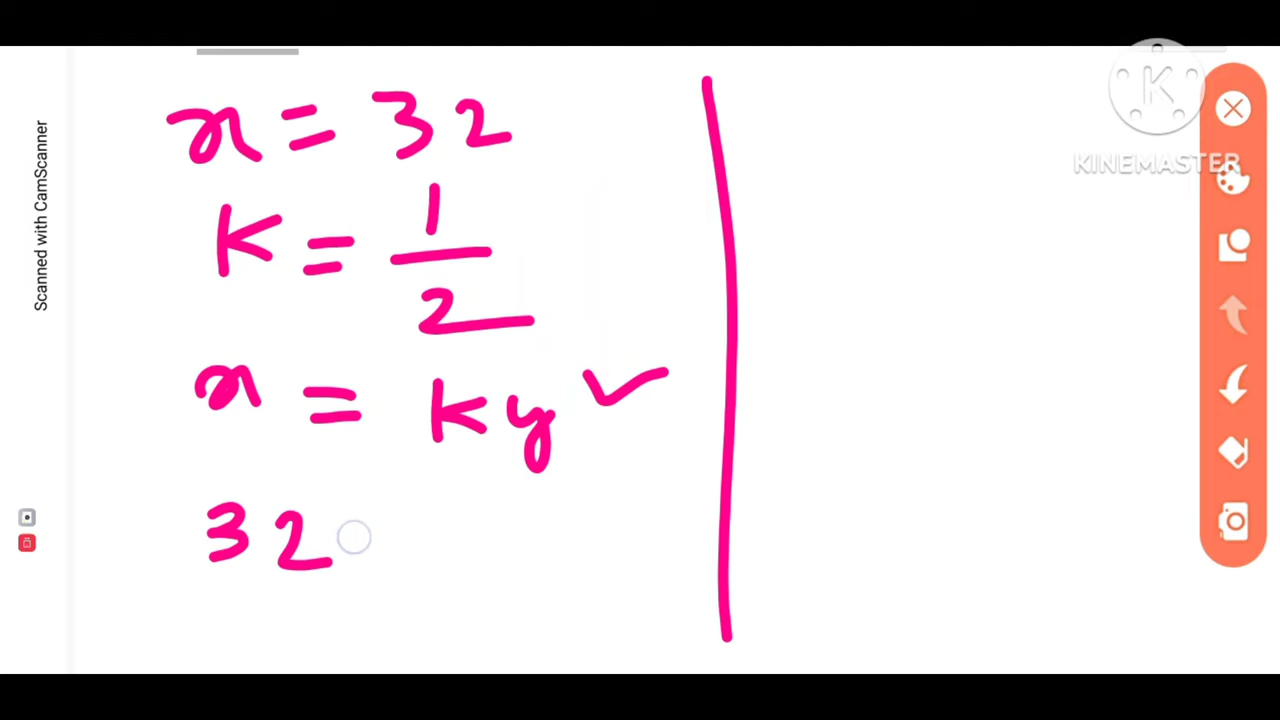 x = 32
K = 1/2
x = Ky ✓
32
Scanned with CamScanner
K
KINEMASTER